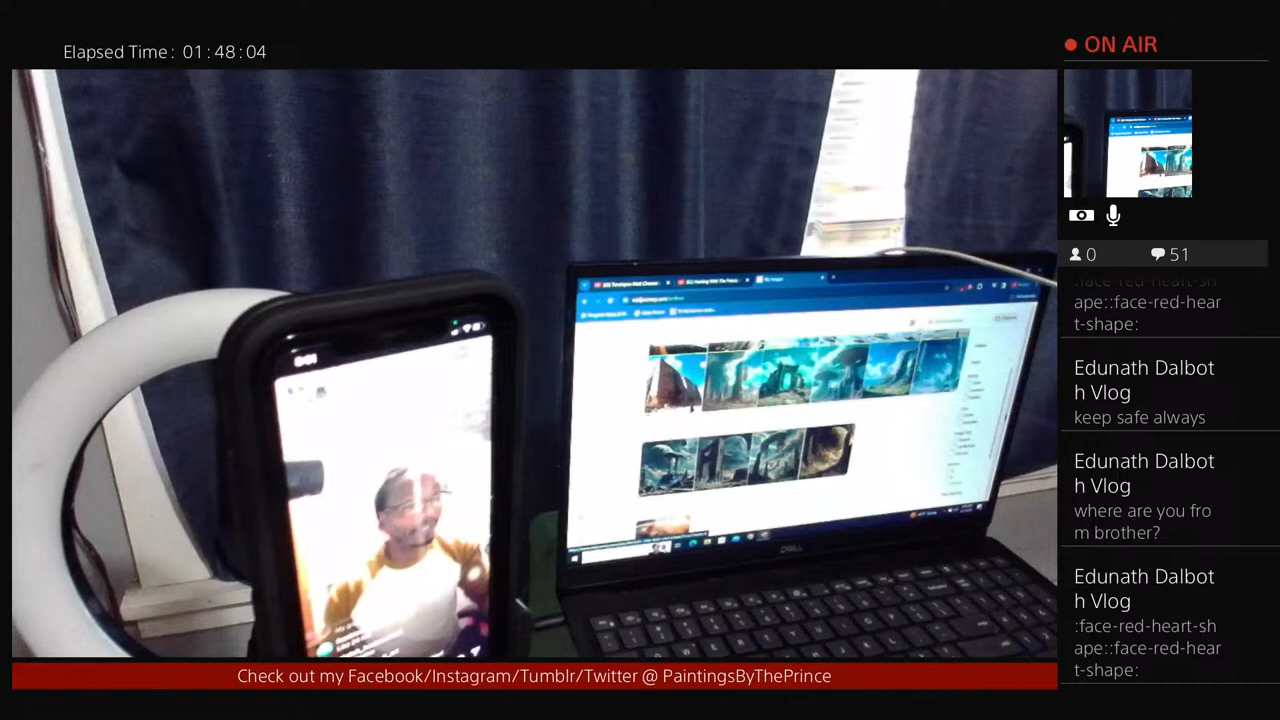 Elapsed Time: 01:48:04
ON AIR
0
51
:face-red-heart-sh
ape::face-red-hear
t-shape:
Edunath Dalbot
h Vlog
keep safe always
Edunath Dalbot
h Vlog
where are you fro
m brother?
Edunath Dalbot
h Vlog
:face-red-heart-sh
ape::face-red-hear
t-shape:
DELL
Check out my Facebook/Instagram/Tumblr/Twitter @ PaintingsByThePrince